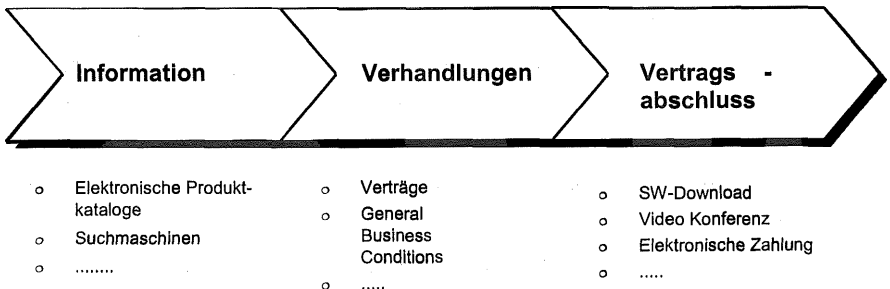 Information
Verhandlungen
Vertrags -
abschluss
o Elektronische Produkt-
kataloge
o Suchmaschinen
o ........
o Verträge
o General
Business
Conditions
o .....
o SW-Download
o Video Konferenz
o Elektronische Zahlung
o .....